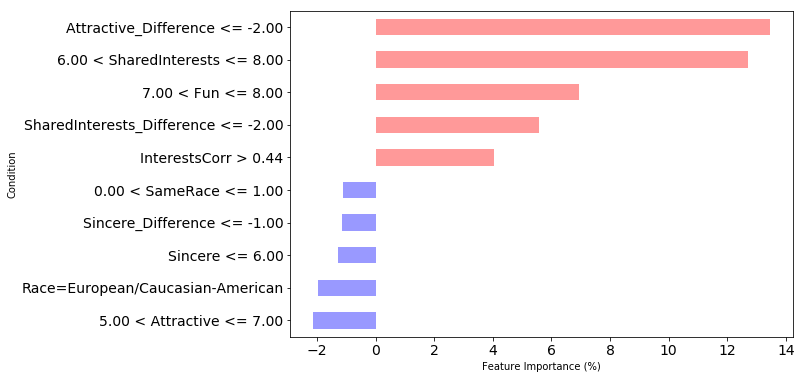 Attractive_Difference <= -2.00
6.00 < SharedInterests <= 8.00
7.00 < Fun <= 8.00
SharedInterests_Difference <= -2.00
InterestsCorr > 0.44
0.00 < SameRace <= 1.00
Sincere_Difference <= -1.00
Sincere <= 6.00
Race=European/Caucasian-American
5.00 < Attractive <= 7.00
Condition
−2 0 2 4 6 8 10 12 14
Feature Importance (%)